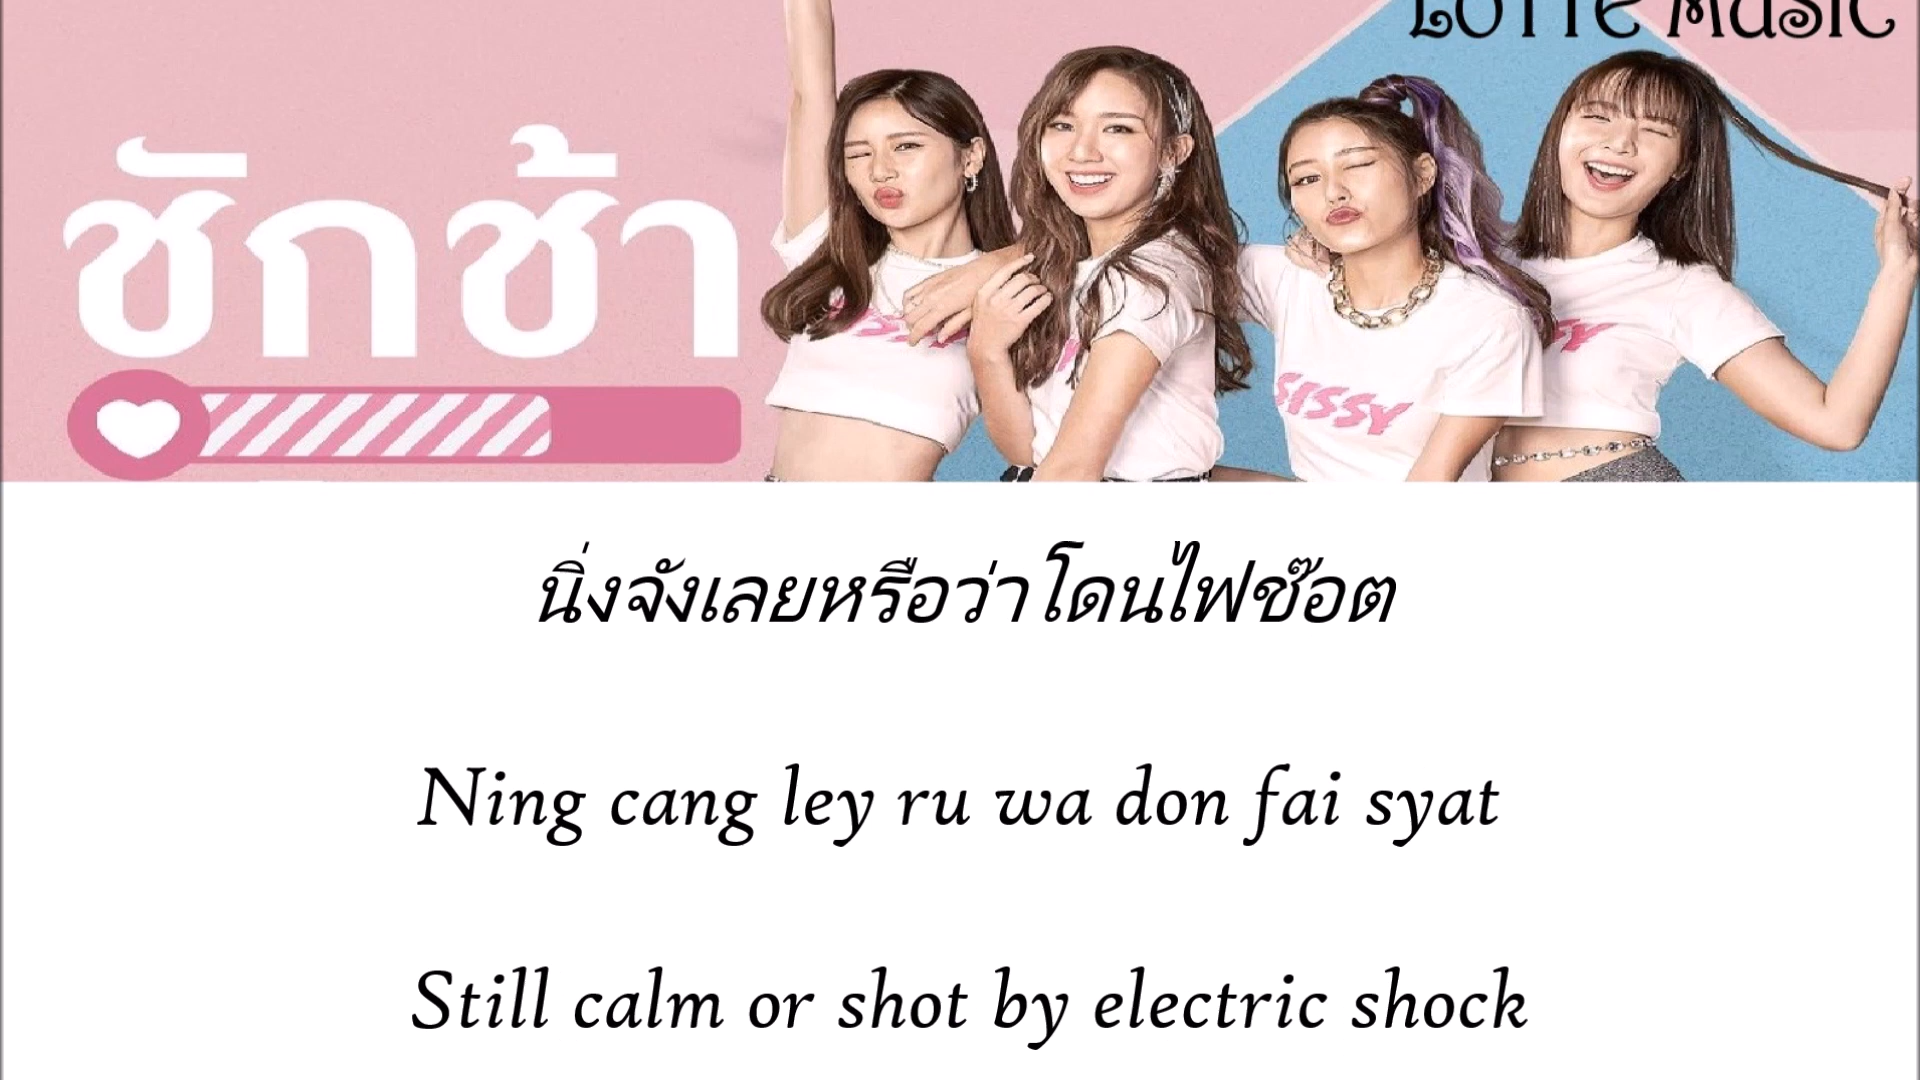 LOTTE MUSIC
ชักช้า
SISSY
นิ่งจังเลยหรือว่าโดนไฟช๊อต
Ning cang ley ru wa don fai syat
Still calm or shot by electric shock